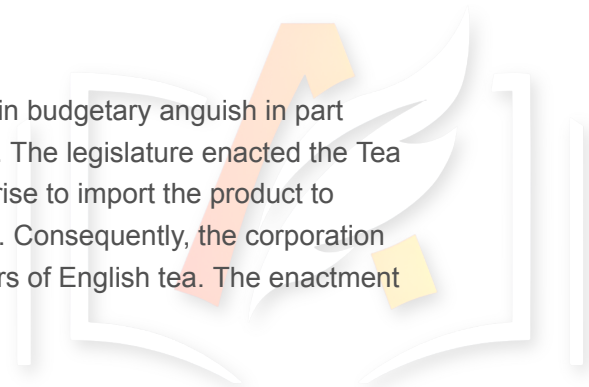 in budgetary anguish in part
. The legislature enacted the Tea
rise to import the product to
. Consequently, the corporation
rs of English tea. The enactment